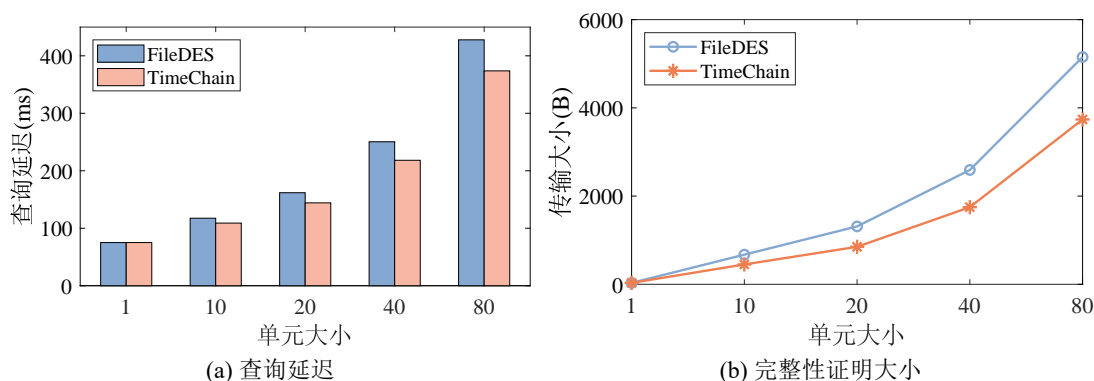 查询延迟(ms)
400
300
200
100
0
FileDES
TimeChain
1 10 20 40 80
单元大小
(a) 查询延迟
传输大小(B)
6000
4000
2000
0
FileDES
TimeChain
1 10 20 40 80
单元大小
(b) 完整性证明大小